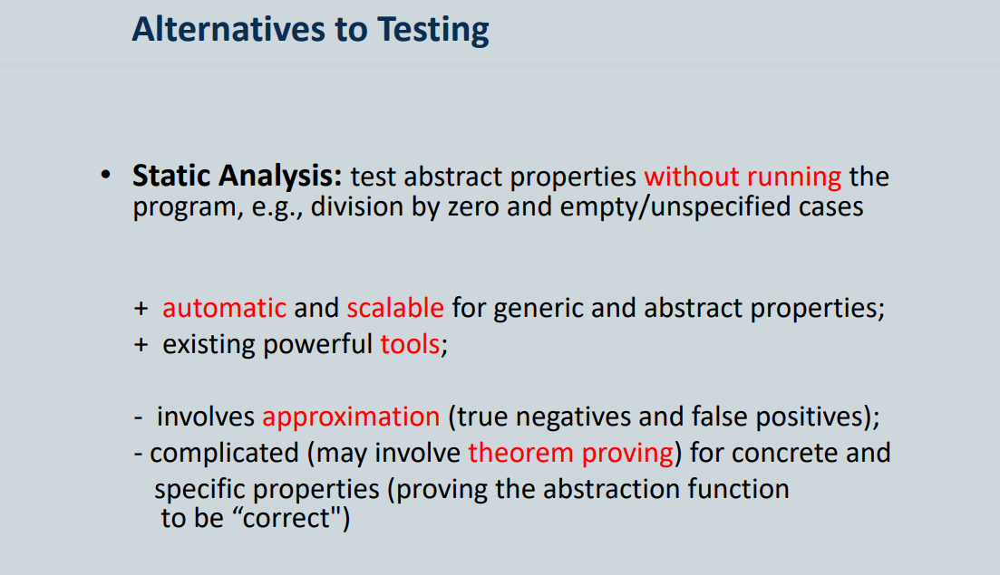 Alternatives to Testing
• Static Analysis: test abstract properties without running the
program, e.g., division by zero and empty/unspecified cases
+ automatic and scalable for generic and abstract properties;
+ existing powerful tools;
- involves approximation (true negatives and false positives);
- complicated (may involve theorem proving) for concrete and
specific properties (proving the abstraction function
to be “correct")